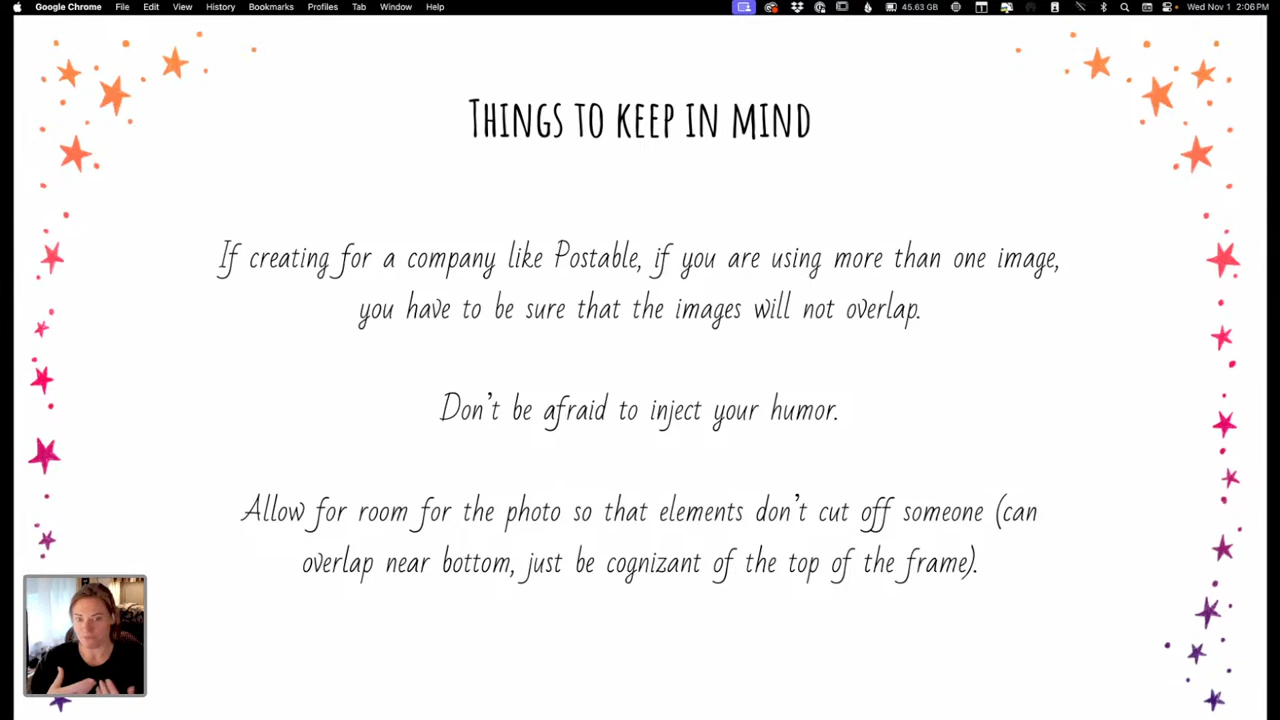 Google Chrome File Edit View History Bookmarks Profiles Tab Window Help 45.63 GB Wed Nov 1 2:06 PM
Things to keep in mind
If creating for a company like Postable, if you are using more than one image,
you have to be sure that the images will not overlap.
Don't be afraid to inject your humor.
Allow for room for the photo so that elements don't cut off someone (can
overlap near bottom, just be cognizant of the top of the frame).